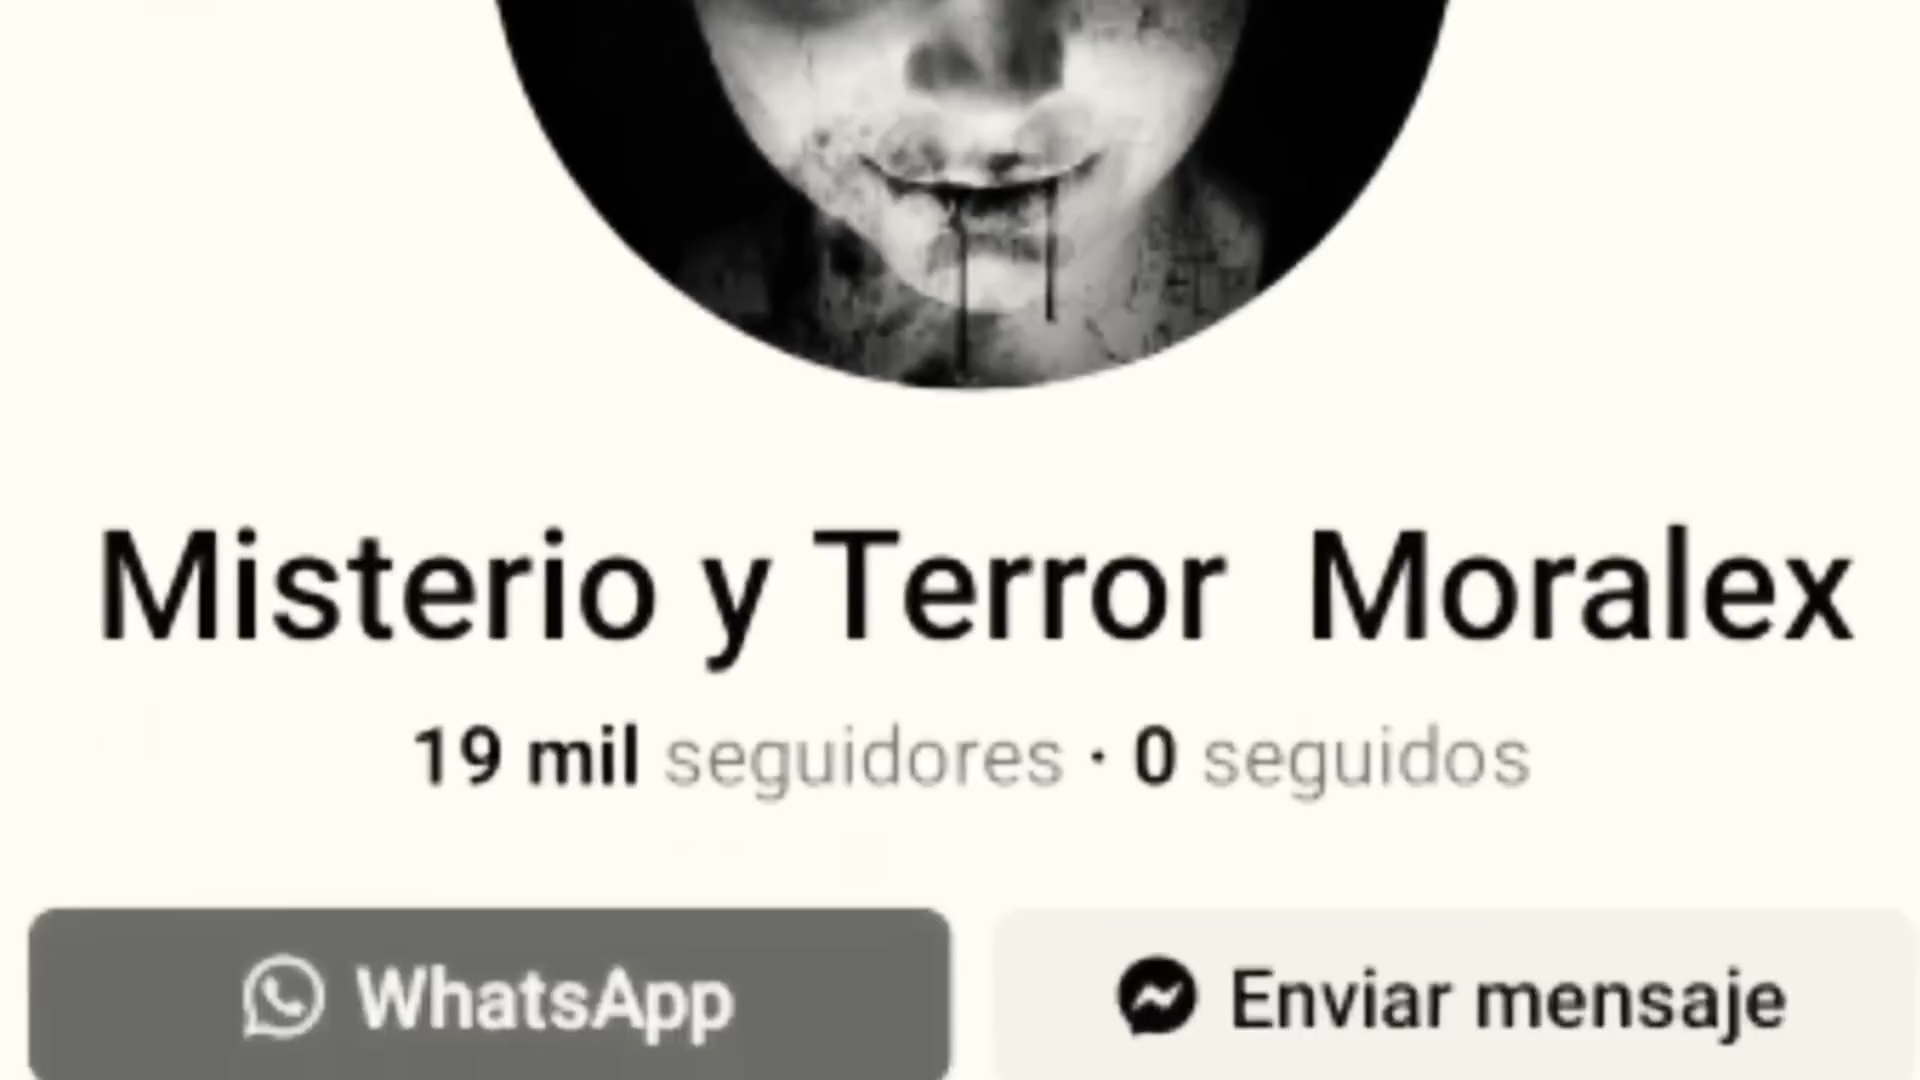 Misterio y Terror Moralex
19 mil seguidores · 0 seguidos
WhatsApp
Enviar mensaje